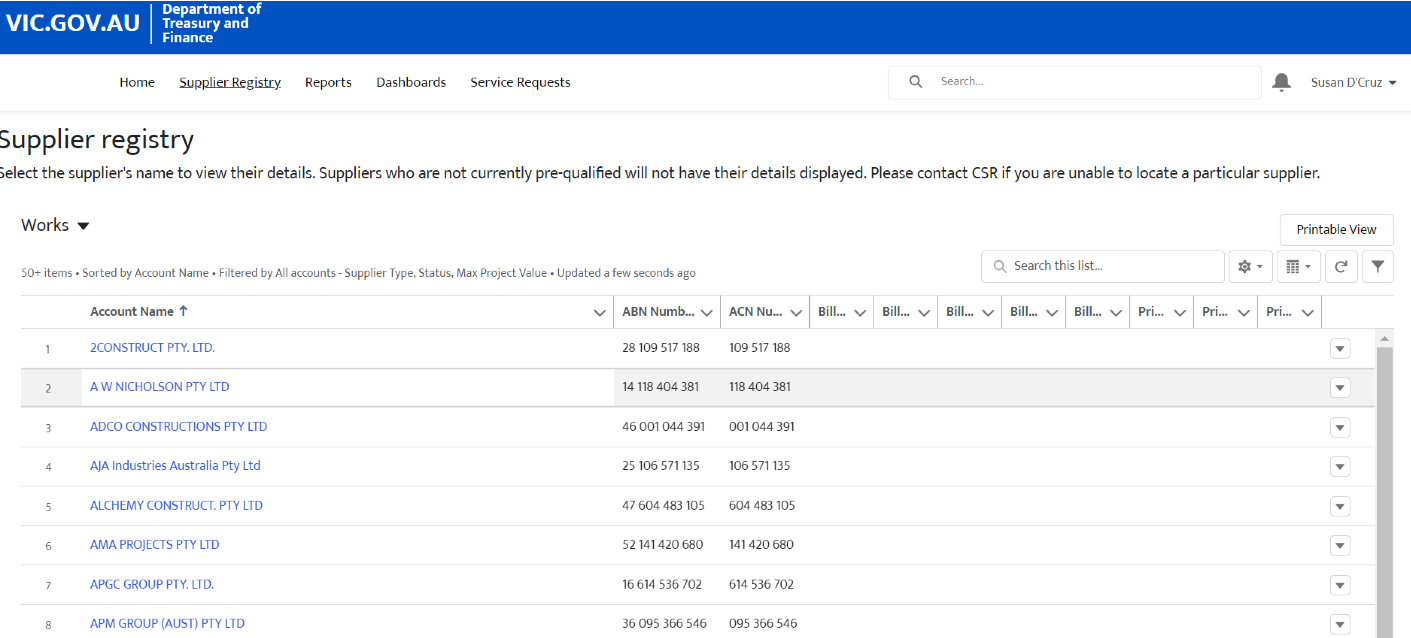 VIC.GOV.AU
Department of
Treasury and
Finance
Home Supplier Registry Reports Dashboards Service Requests Search... Susan D'Cruz
Supplier registry
Select the supplier's name to view their details. Suppliers who are not currently pre-qualified will not have their details displayed. Please contact CSR if you are unable to locate a particular supplier.
Works
Printable View
50+ items • Sorted by Account Name • Filtered by All accounts - Supplier Type, Status, Max Project Value • Updated a few seconds ago
Search this list...
Account Name ↑ ABN Numb... ACN Nu... Bill... Bill... Bill... Bill... Bill... Pri... Pri... Pri...
1 2CONSTRUCT PTY. LTD. 28 109 517 188 109 517 188
2 A W NICHOLSON PTY LTD 14 118 404 381 118 404 381
3 ADCO CONSTRUCTIONS PTY LTD 46 001 044 391 001 044 391
4 AJA Industries Australia Pty Ltd 25 106 571 135 106 571 135
5 ALCHEMY CONSTRUCT. PTY LTD 47 604 483 105 604 483 105
6 AMA PROJECTS PTY LTD 52 141 420 680 141 420 680
7 APGC GROUP PTY. LTD. 16 614 536 702 614 536 702
8 APM GROUP (AUST) PTY LTD 36 095 366 546 095 366 546